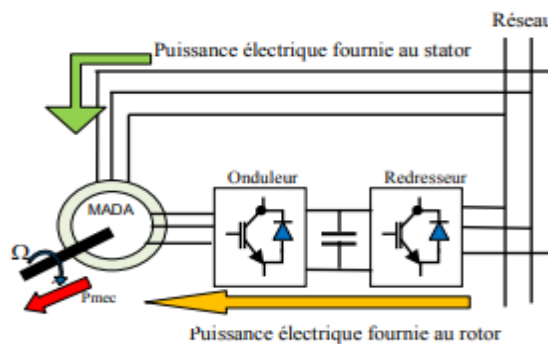 Réseau
Puissance électrique fournie au stator
Onduleur
Redresseur
MADA
Ω
Pmec
Puissance électrique fournie au rotor